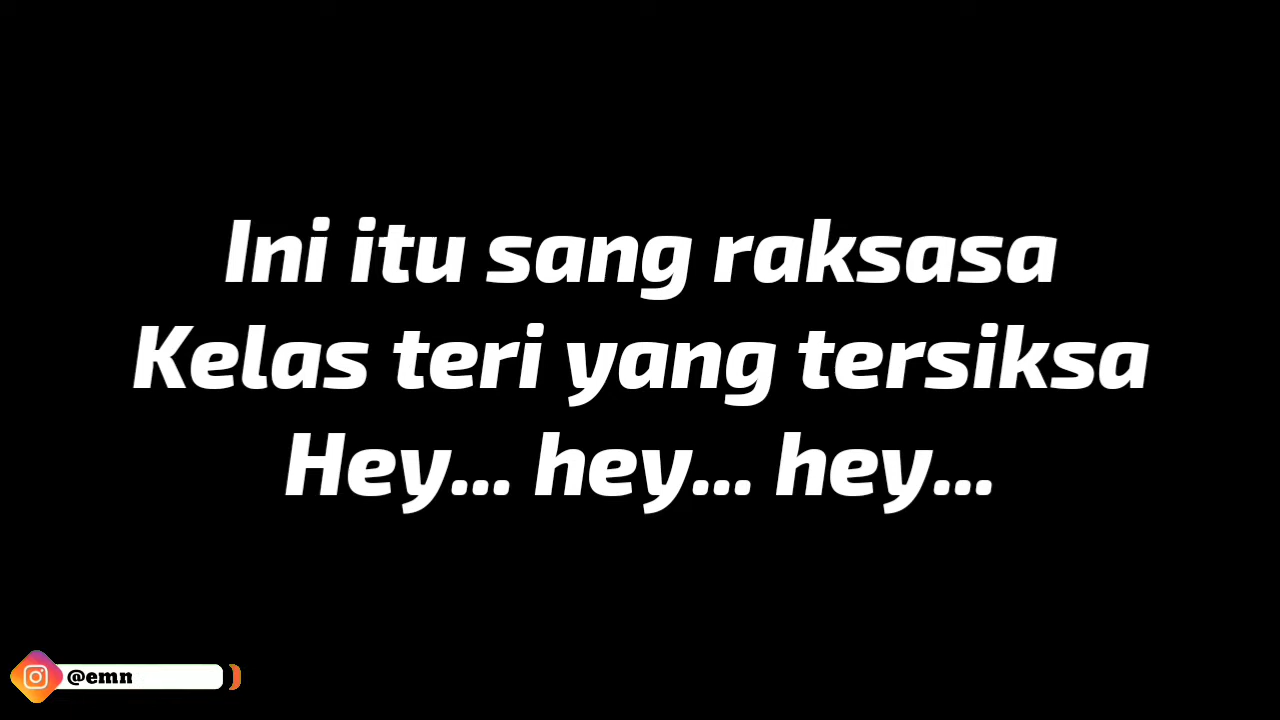 Ini itu sang raksasa
Kelas teri yang tersiksa
Hey... hey... hey...
@emn